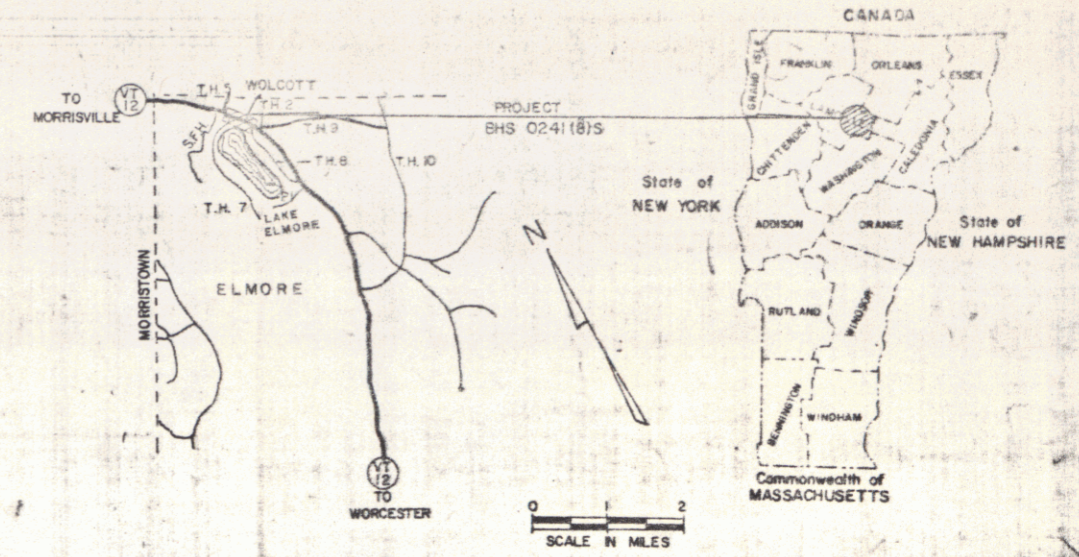 TO
MORRISVILLE
VT
12
T.H. 5
WOLCOTT
T.H. 2
S.F.H.
T.H. 9
T.H. 8
T.H. 10
T.H. 7
LAKE
ELMORE
MORRISTOWN
ELMORE
VT
12
TO
WORCESTER
PROJECT
BHS 0241(8)S
N
0 1 2
SCALE IN MILES
CANADA
GRAND ISLE
FRANKLIN
ORLEANS
ESSEX
LAM.
CHITTENDEN
WASHINGTON
CALEDONIA
State of
NEW YORK
ADDISON
ORANGE
State of
NEW HAMPSHIRE
RUTLAND
WINDSOR
BENNINGTON
WINDHAM
Commonwealth of
MASSACHUSETTS